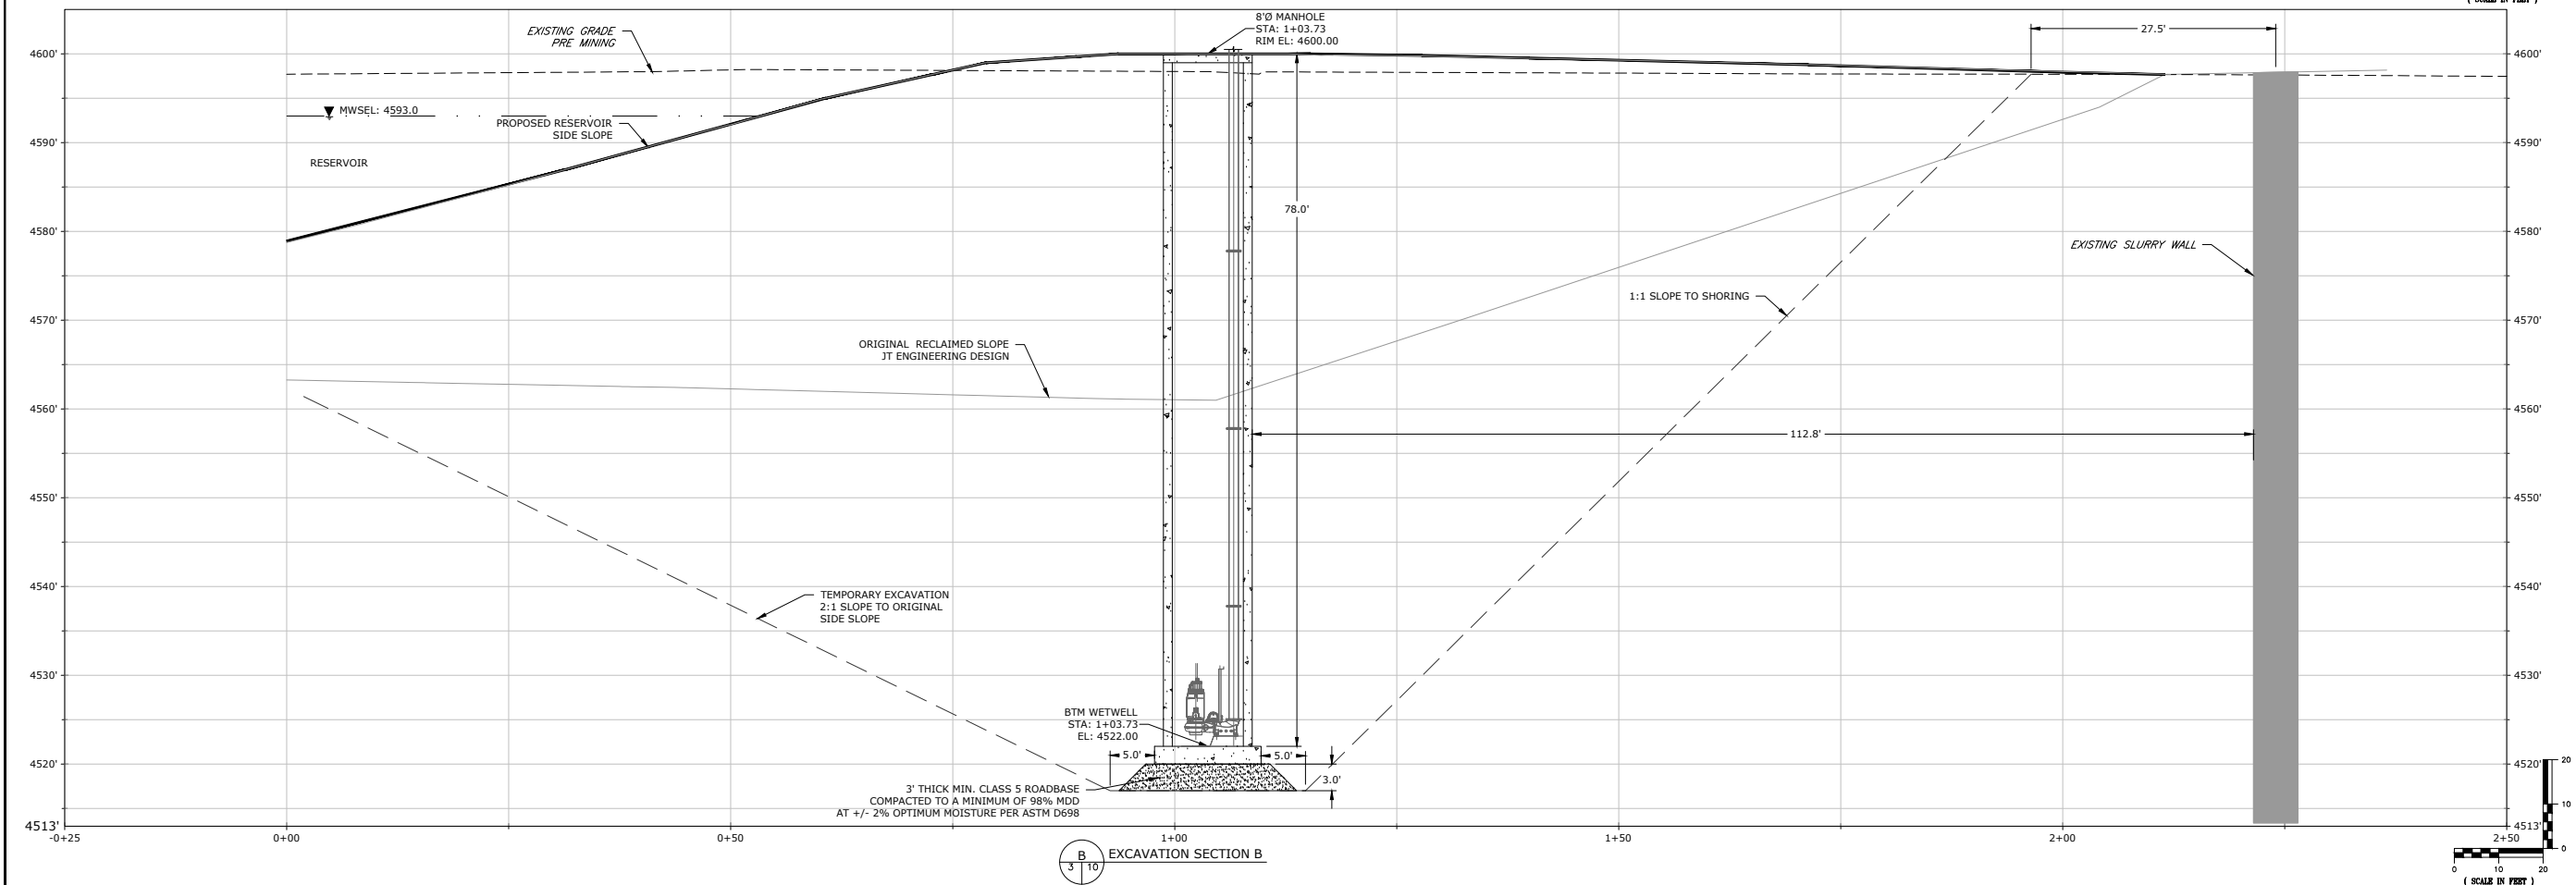 ( SCALE IN FEET )
8'Ø MANHOLE
STA: 1+03.73
RIM EL: 4600.00
27.5'
EXISTING GRADE
PRE MINING
4600'
4600'
MWSEL: 4593.0
PROPOSED RESERVOIR
SIDE SLOPE
4590'
4590'
RESERVOIR
78.0'
4580'
4580'
EXISTING SLURRY WALL
1:1 SLOPE TO SHORING
4570'
4570'
ORIGINAL RECLAIMED SLOPE
JT ENGINEERING DESIGN
4560'
4560'
112.8'
4550'
4550'
4540'
4540'
TEMPORARY EXCAVATION
2:1 SLOPE TO ORIGINAL
SIDE SLOPE
4530'
4530'
BTM WETWELL
STA: 1+03.73
EL: 4522.00
5.0'
5.0'
4520'
4520'
3.0'
3' THICK MIN. CLASS 5 ROADBASE
COMPACTED TO A MINIMUM OF 98% MDD
AT +/- 2% OPTIMUM MOISTURE PER ASTM D698
4513'
4513'
-0+25
0+00
0+50
1+00
1+50
2+00
2+50
20
10
0
B
3 10
EXCAVATION SECTION B
0 10 20
( SCALE IN FEET )